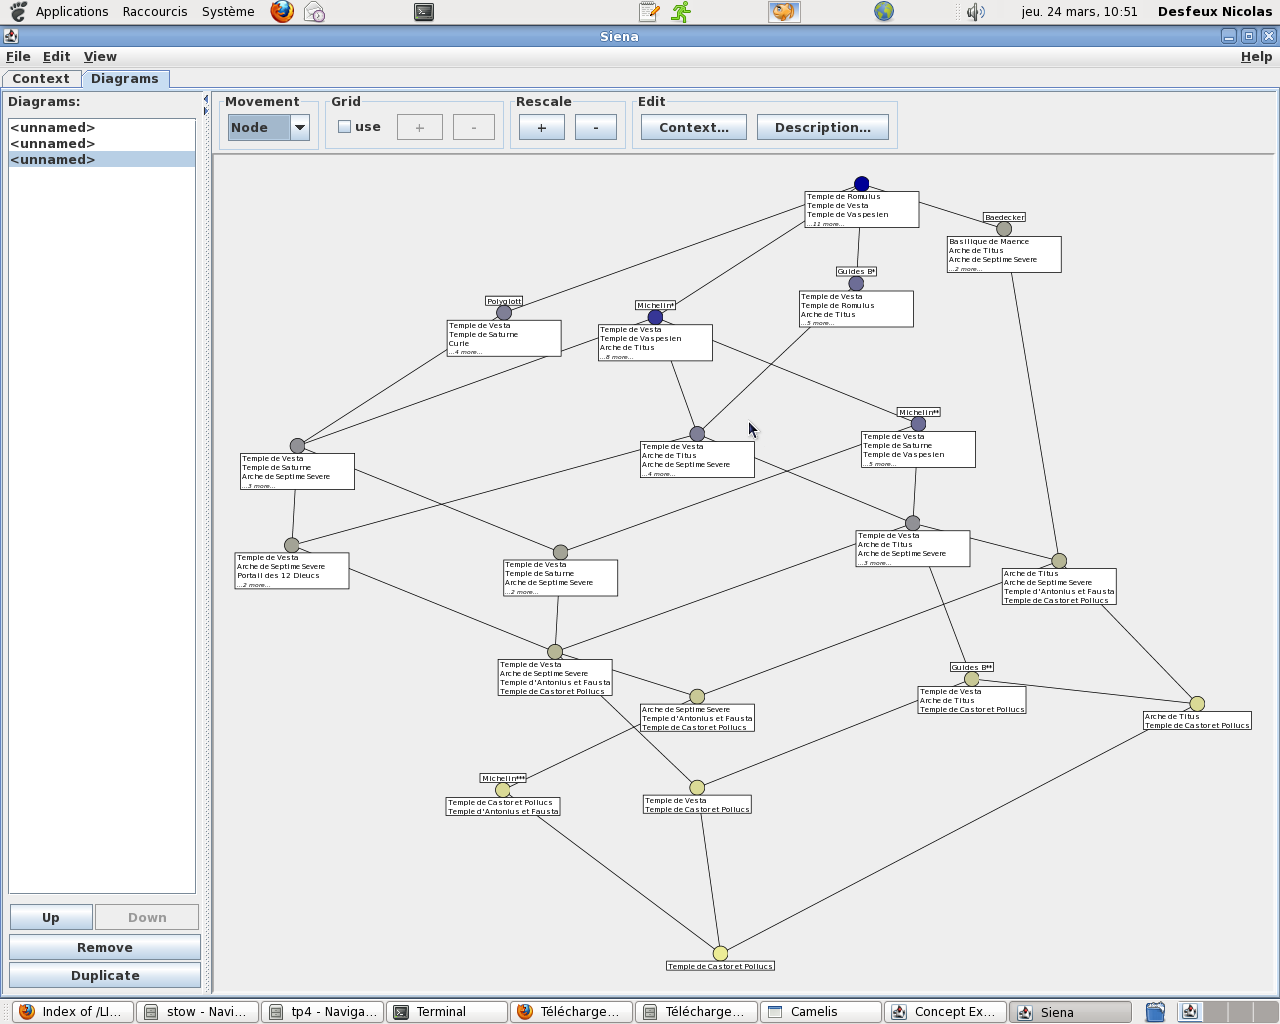 Applications Raccourcis Système jeu. 24 mars, 10:51 Desfeux Nicolas
Siena
File Edit View Help
Context Diagrams
Diagrams:
<unnamed>
<unnamed>
<unnamed>
Up Down
Remove
Duplicate
Movement Grid Rescale Edit
Node use + - + - Context... Description...
Temple de Romulus
Temple de Vesta
Temple de Vaspesien
...11 more...
Baedecker
Basilique de Maence
Arche de Titus
Arche de Septime Severe
...2 more...
Guides B*
Temple de Vesta
Temple de Romulus
Arche de Titus
...5 more...
Polyglott
Temple de Vesta
Temple de Saturne
Curie
...4 more...
Michelin*
Temple de Vesta
Temple de Vaspesien
Arche de Titus
...8 more...
Michelin**
Temple de Vesta
Temple de Saturne
Temple de Vaspesien
...5 more...
Temple de Vesta
Temple de Saturne
Arche de Septime Severe
...3 more...
Temple de Vesta
Arche de Titus
Arche de Septime Severe
...4 more...
Temple de Vesta
Arche de Septime Severe
Portail des 12 Dieucs
...2 more...
Temple de Vesta
Temple de Saturne
Arche de Septime Severe
...2 more...
Temple de Vesta
Arche de Titus
Arche de Septime Severe
...3 more...
Arche de Titus
Arche de Septime Severe
Temple d'Antonius et Fausta
Temple de Castor et Pollucs
Temple de Vesta
Arche de Septime Severe
Temple d'Antonius et Fausta
Temple de Castor et Pollucs
Arche de Septime Severe
Temple d'Antonius et Fausta
Temple de Castor et Pollucs
Guides B**
Temple de Vesta
Arche de Titus
Temple de Castor et Pollucs
Arche de Titus
Temple de Castor et Pollucs
Michelin***
Temple de Castor et Pollucs
Temple d'Antonius et Fausta
Temple de Vesta
Temple de Castor et Pollucs
Temple de Castor et Pollucs
Index of /LI... stow - Navi... tp4 - Naviga... Terminal Télécharge... Télécharge... Camelis Concept Ex... Siena